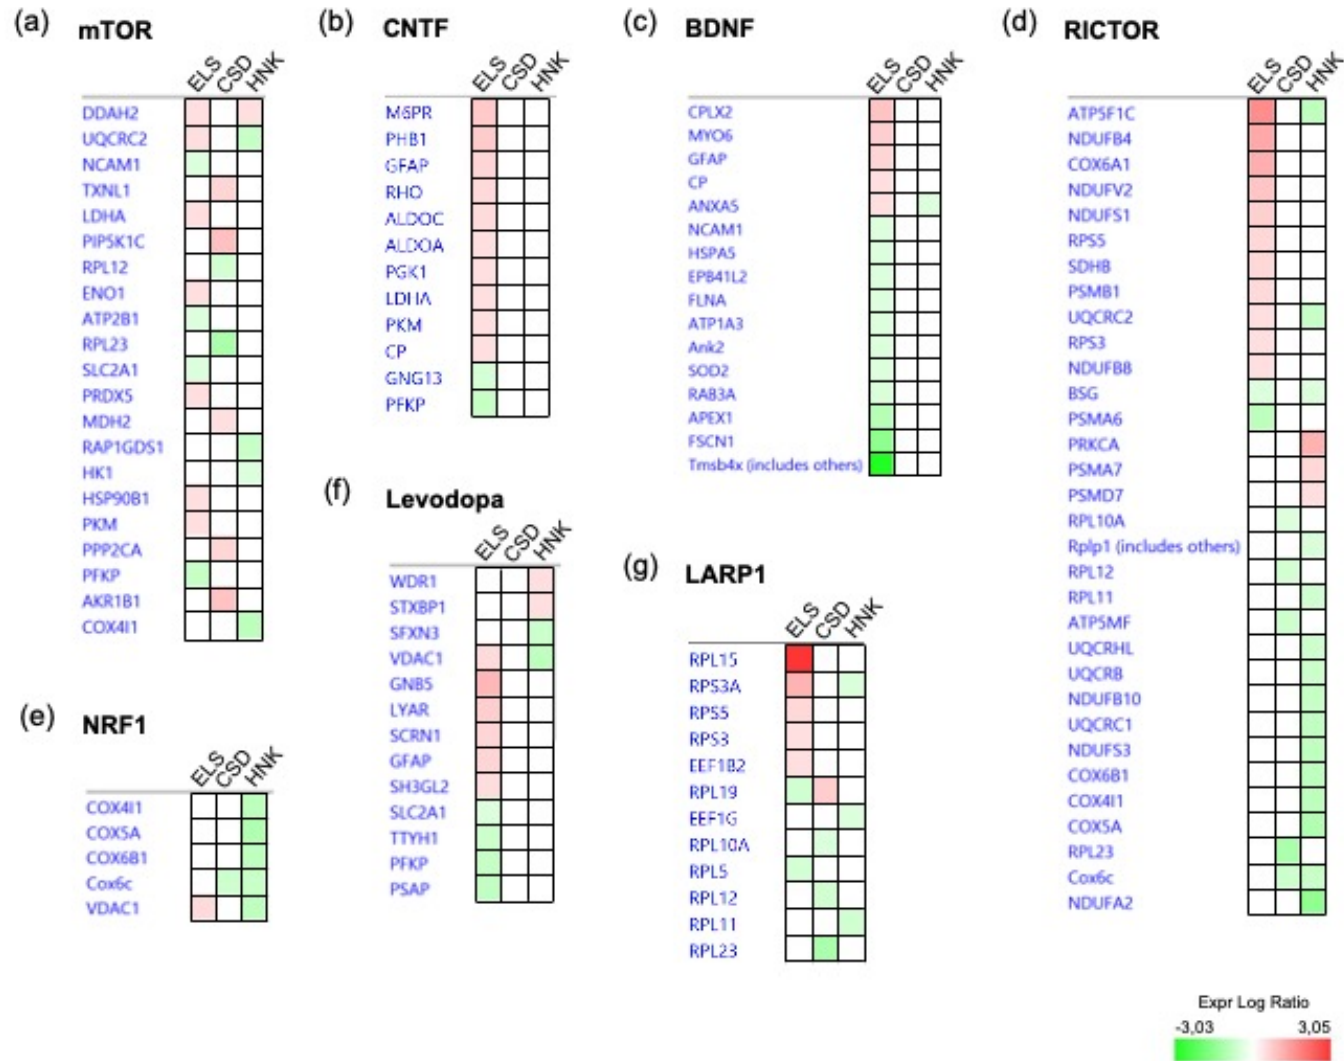 (a) mTOR
ELS CSD HNK
DDAH2
UQCRC2
NCAM1
TXNL1
LDHA
PIP5K1C
RPL12
ENO1
ATP2B1
RPL23
SLC2A1
PRDX5
MDH2
RAP1GDS1
HK1
HSP90B1
PKM
PPP2CA
PFKP
AKR1B1
COX4I1
(b) CNTF
ELS CSD HNK
M6PR
PHB1
GFAP
RHO
ALDOC
ALDOA
PGK1
LDHA
PKM
CP
GNG13
PFKP
(c) BDNF
ELS CSD HNK
CPLX2
MYO6
GFAP
CP
ANXA5
NCAM1
HSPA5
EPB41L2
FLNA
ATP1A3
Ank2
SOD2
RAB3A
APEX1
FSCN1
Tmsb4x (includes others)
(d) RICTOR
ELS CSD HNK
ATP5F1C
NDUFB4
COX6A1
NDUFV2
NDUFS1
RPS5
SDHB
PSMB1
UQCRC2
RPS3
NDUFB8
BSG
PSMA6
PRKCA
PSMA7
PSMD7
RPL10A
Rplp1 (includes others)
RPL12
RPL11
ATP5MF
UQCRHL
UQCRB
NDUFB10
UQCRC1
NDUFS3
COX6B1
COX4I1
COX5A
RPL23
Cox6c
NDUFA2
(e) NRF1
ELS CSD HNK
COX4I1
COX5A
COX6B1
Cox6c
VDAC1
(f) Levodopa
ELS CSD HNK
WDR1
STXBP1
SFXN3
VDAC1
GNB5
LYAR
SCRN1
GFAP
SH3GL2
SLC2A1
TTYH1
PFKP
PSAP
(g) LARP1
ELS CSD HNK
RPL15
RPS3A
RPS5
RPS3
EEF1B2
RPL19
EEF1G
RPL10A
RPL5
RPL12
RPL11
RPL23
Expr Log Ratio
-3,03 3,05